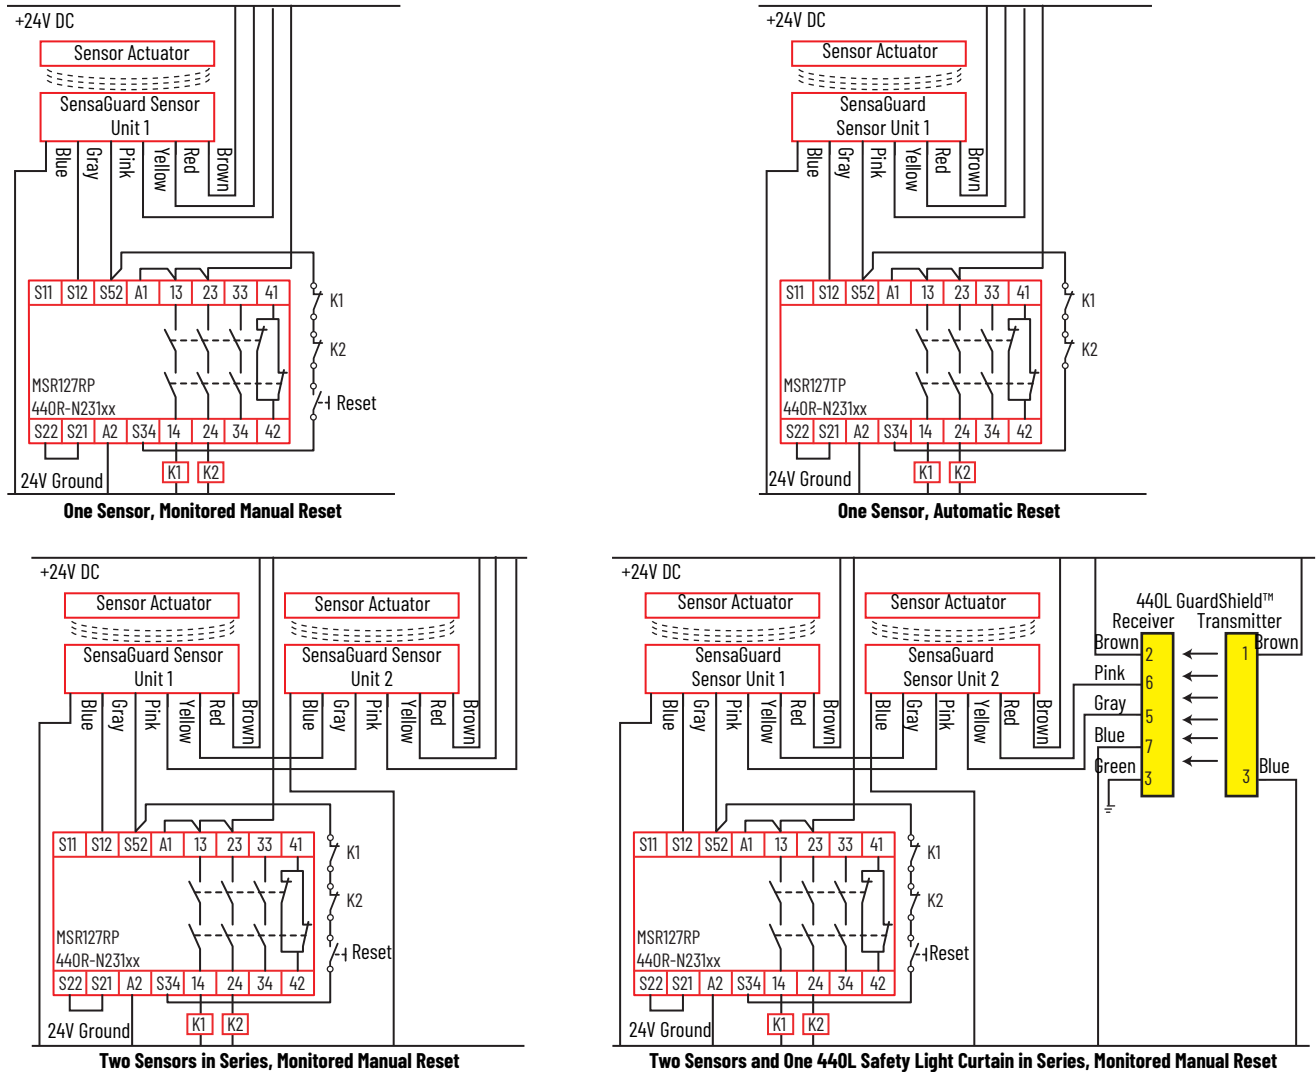 +24V DC
Sensor Actuator
SensaGuard Sensor
Unit 1
Blue
Gray
Pink
Yellow
Red
Brown
S11 S12 S52 A1 13 23 33 41
K1
K2
MSR127RP
440R-N231xx
Reset
S22 S21 A2 S34 14 24 34 42
24V Ground
K1 K2
One Sensor, Monitored Manual Reset
+24V DC
Sensor Actuator
SensaGuard
Sensor Unit 1
Blue
Gray
Pink
Yellow
Red
Brown
S11 S12 S52 A1 13 23 33 41
K1
K2
MSR127TP
440R-N231xx
S22 S21 A2 S34 14 24 34 42
24V Ground
K1 K2
One Sensor, Automatic Reset
+24V DC
Sensor Actuator
Sensor Actuator
SensaGuard Sensor
Unit 1
SensaGuard Sensor
Unit 2
Blue
Gray
Pink
Yellow
Red
Brown
Blue
Gray
Pink
Yellow
Red
Brown
S11 S12 S52 A1 13 23 33 41
K1
K2
MSR127RP
440R-N231xx
Reset
S22 S21 A2 S34 14 24 34 42
24V Ground
K1 K2
Two Sensors in Series, Monitored Manual Reset
+24V DC
Sensor Actuator
Sensor Actuator
SensaGuard
Sensor Unit 1
SensaGuard
Sensor Unit 2
Blue
Gray
Pink
Yellow
Red
Brown
Blue
Gray
Pink
Yellow
Red
Brown
440L GuardShield™
Receiver Transmitter
Brown 2 1 Brown
Pink 6
Gray 5
Blue 7
Green 3 3 Blue
S11 S12 S52 A1 13 23 33 41
K1
K2
MSR127RP
440R-N231xx
Reset
S22 S21 A2 S34 14 24 34 42
24V Ground
K1 K2
Two Sensors and One 440L Safety Light Curtain in Series, Monitored Manual Reset